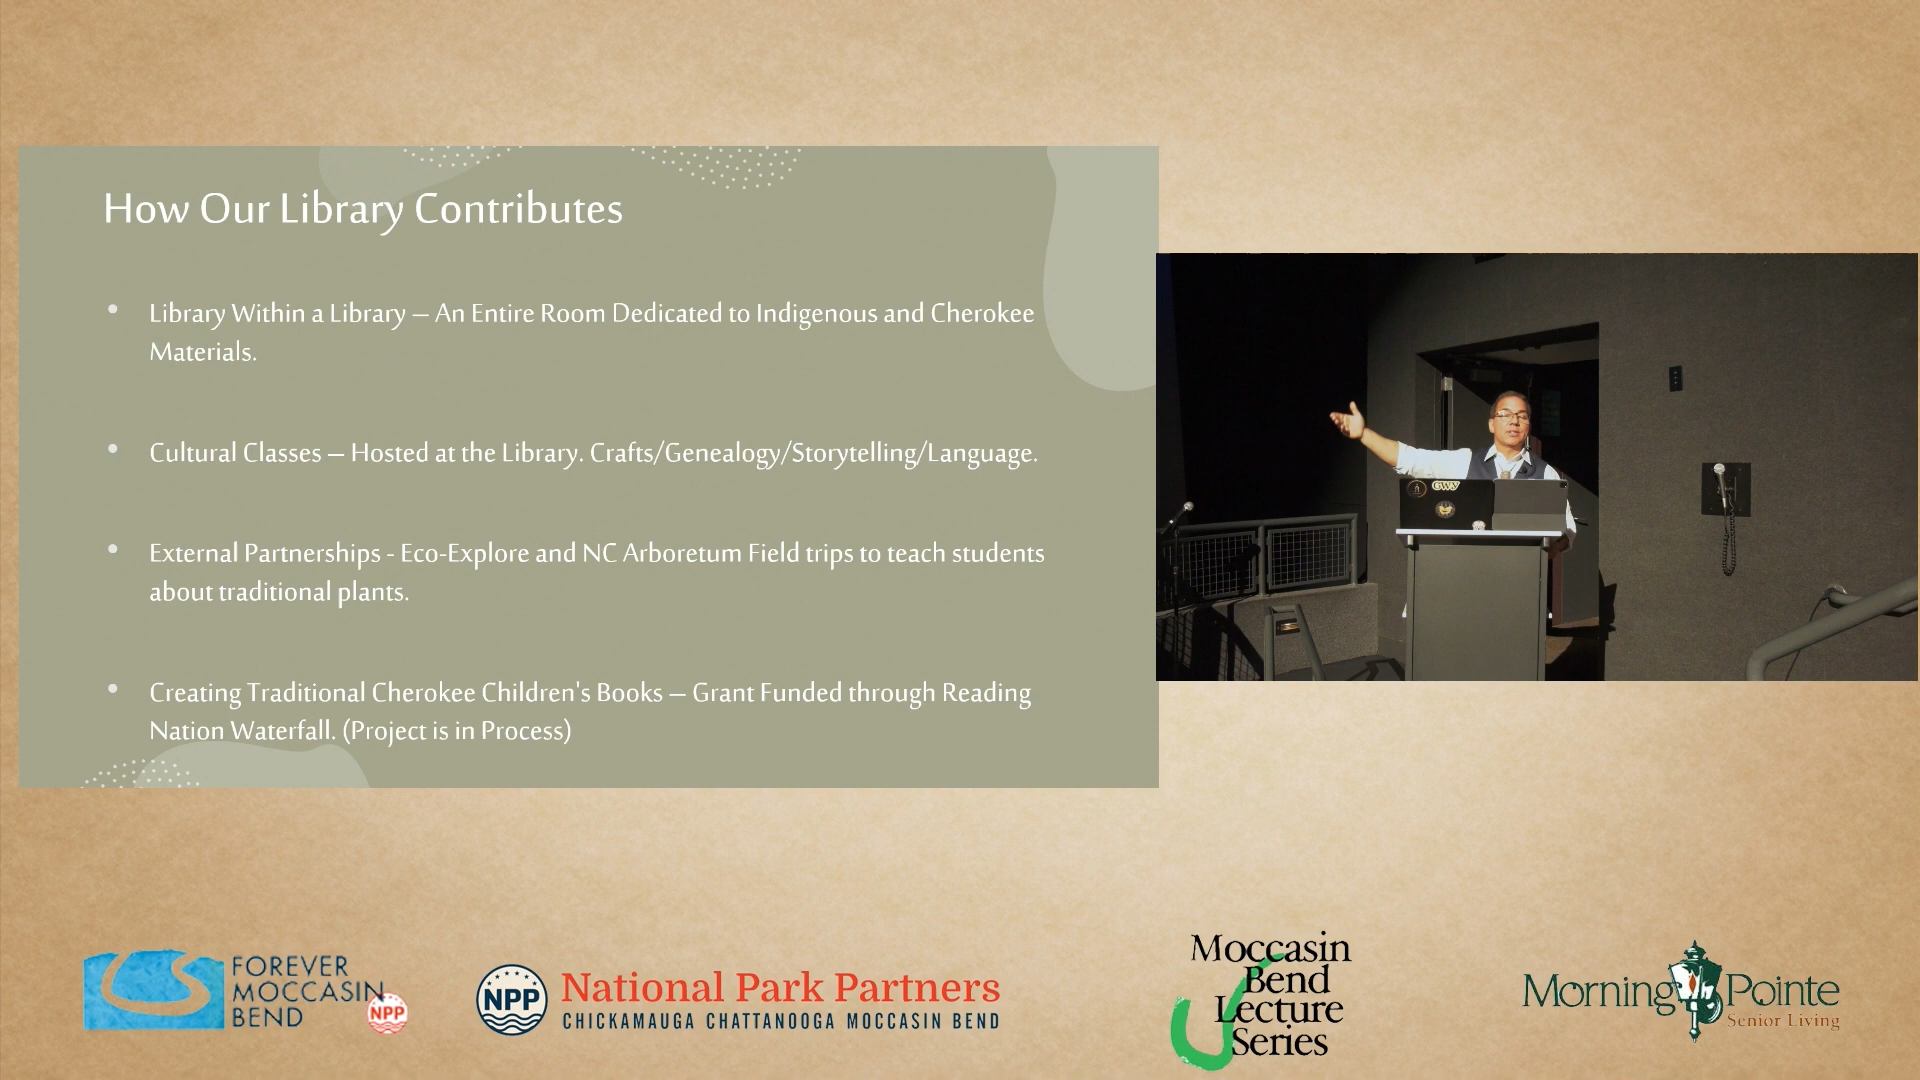 How Our Library Contributes
• Library Within a Library – An Entire Room Dedicated to Indigenous and Cherokee
Materials.
• Cultural Classes – Hosted at the Library. Crafts/Genealogy/Storytelling/Language.
• External Partnerships - Eco-Explore and NC Arboretum Field trips to teach students
about traditional plants.
• Creating Traditional Cherokee Children's Books – Grant Funded through Reading
Nation Waterfall. (Project is in Process)
GWY
FOREVER
MOCCASIN
BEND
NPP
NPP
National Park Partners
CHICKAMAUGA CHATTANOOGA MOCCASIN BEND
Moccasin
Bend
Lecture
Series
Morning Pointe
Senior Living